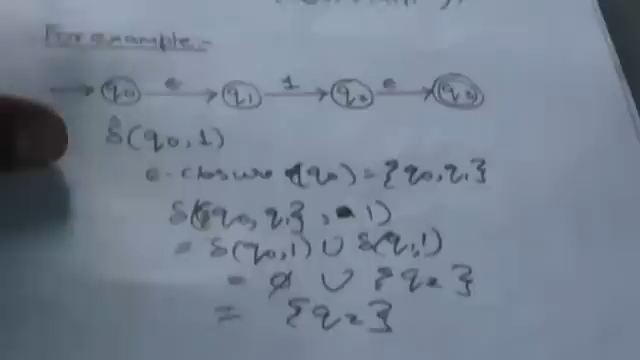 For example -
q0 e q1 1 q2 e q3
δ̂(q0,1)
e-closure (q0) = {q0, q1}
δ({q0, q1}, 1)
= δ(q0,1) ∪ δ(q1,1)
= ∅ ∪ {q2}
= {q2}